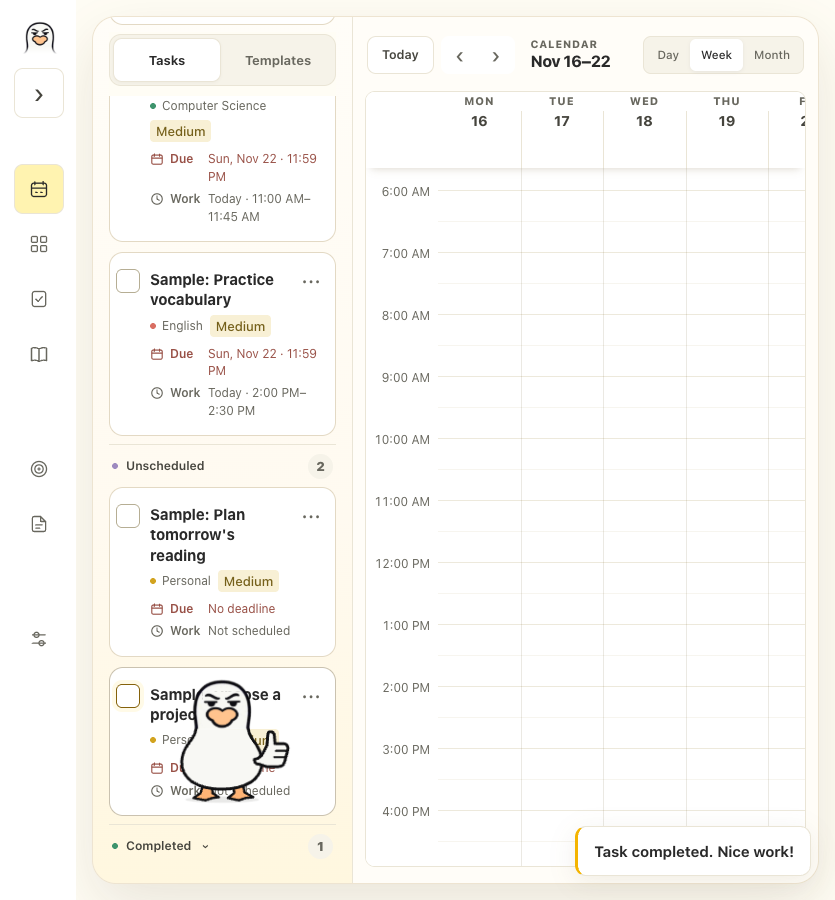 Tasks
Templates
Computer Science
Medium
Due Sun, Nov 22 · 11:59
PM
Work Today · 11:00 AM–
11:45 AM
Sample: Practice
vocabulary
English Medium
Due Sun, Nov 22 · 11:59
PM
Work Today · 2:00 PM–
2:30 PM
Unscheduled 2
Sample: Plan
tomorrow's
reading
Personal Medium
Due No deadline
Work Not scheduled
a
Work
Completed 1
Today
CALENDAR
Nov 16–22
Day Week Month
MON TUE WED THU
16 17 18 19
6:00 AM
7:00 AM
8:00 AM
9:00 AM
10:00 AM
11:00 AM
12:00 PM
1:00 PM
2:00 PM
3:00 PM
4:00 PM
Task completed. Nice work!